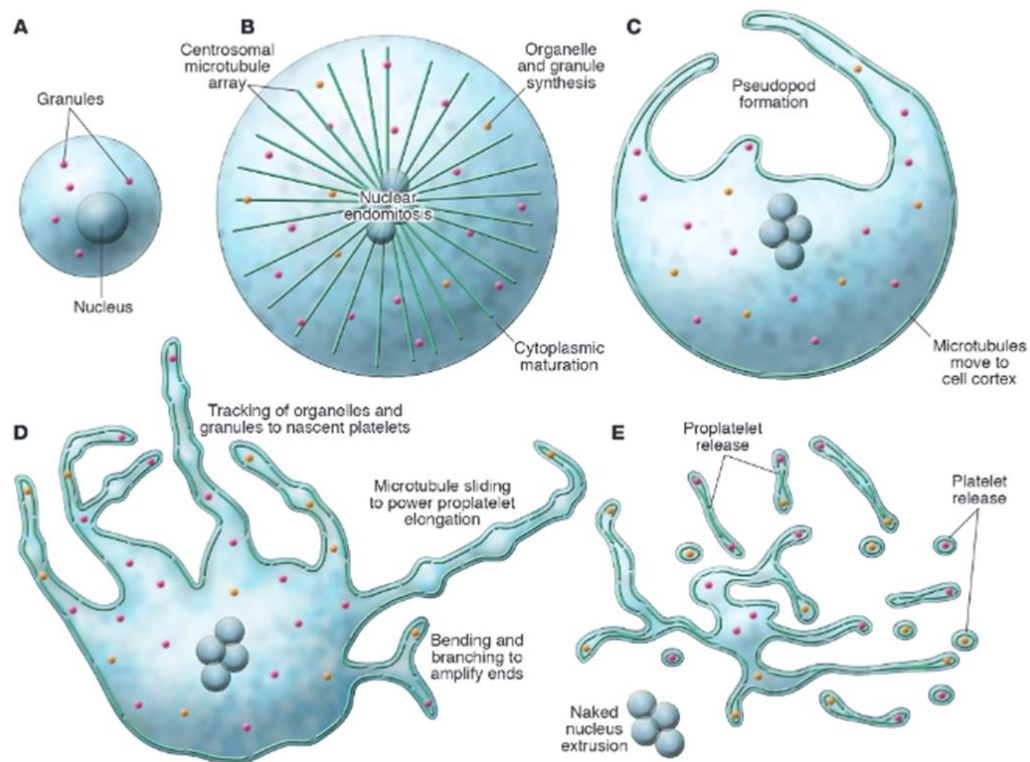 A
Granules
Nucleus
B
Centrosomal
microtubule
array
Organelle
and granule
synthesis
Nuclear
endomitosis
Cytoplasmic
maturation
C
Pseudopod
formation
Microtubules
move to
cell cortex
D
Tracking of organelles and
granules to nascent platelets
Microtubule sliding
to power proplatelet
elongation
Bending and
branching to
amplify ends
E
Proplatelet
release
Platelet
release
Naked
nucleus
extrusion